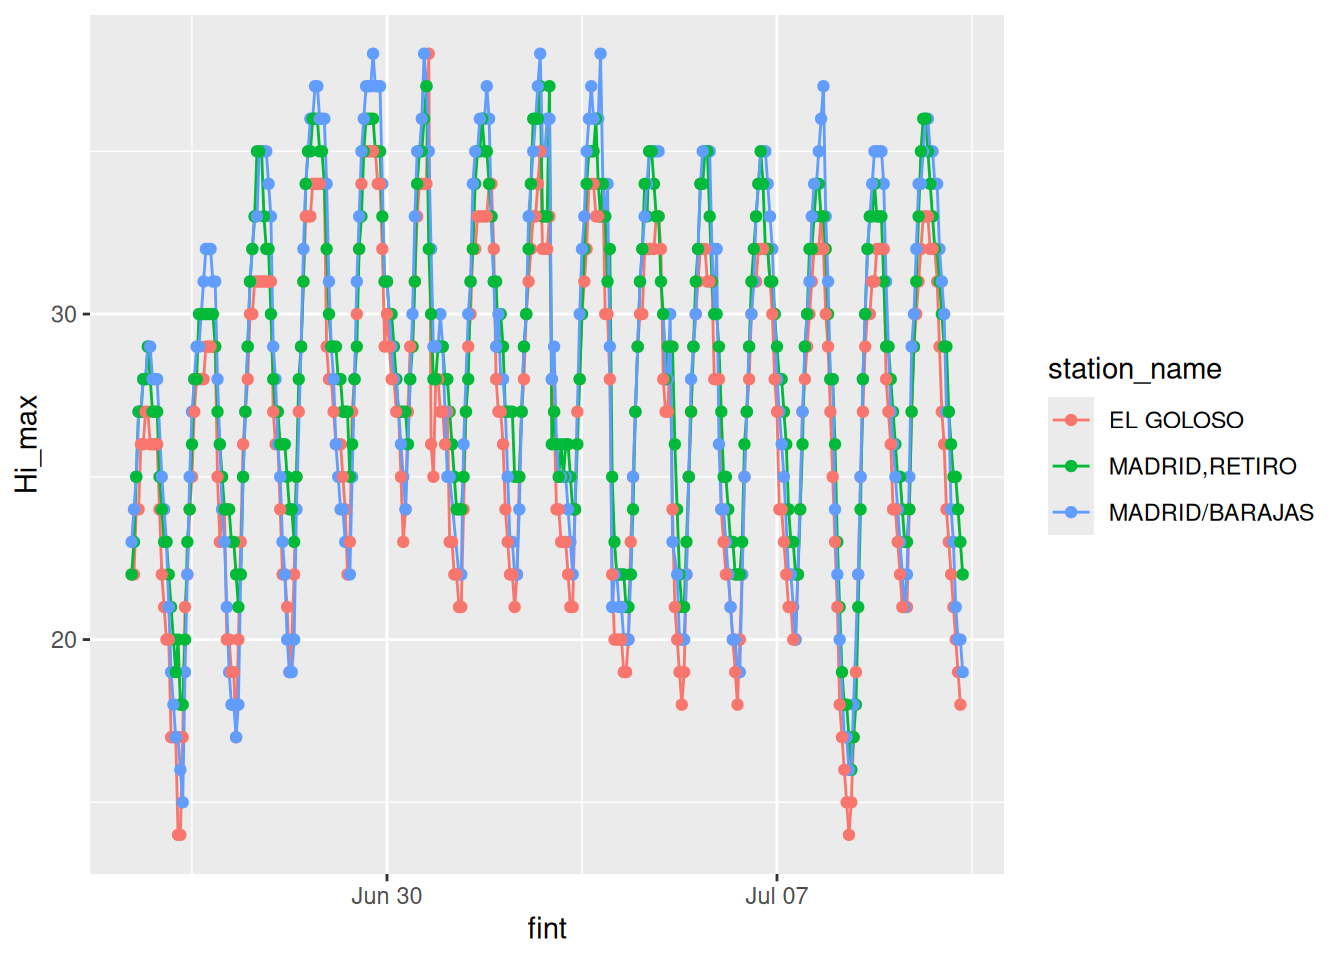 Hi_max
30
20
Jun 30
Jul 07
fint
station_name
EL GOLOSO
MADRID,RETIRO
MADRID/BARAJAS